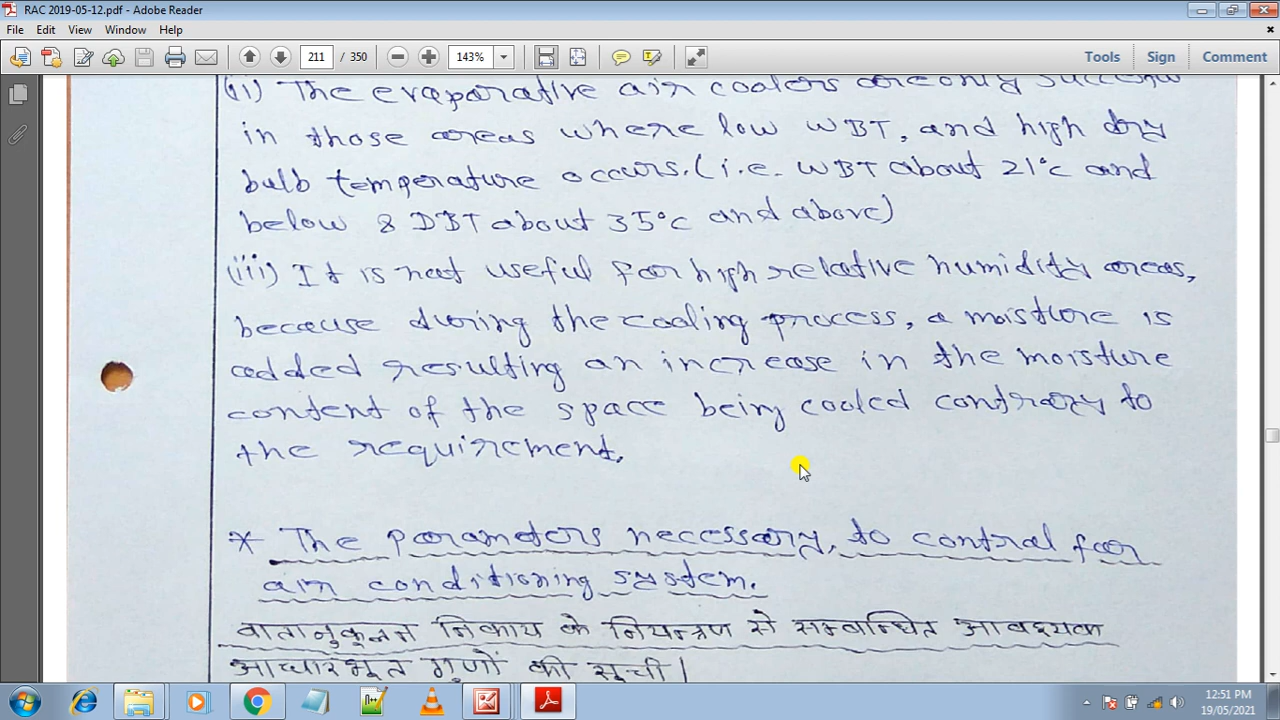 RAC 2019-05-12.pdf - Adobe Reader
File Edit View Window Help
211 / 350 143% Tools Sign Comment
(ii) The evaporative air coolers are only
in those areas where low WBT, and high dry
bulb temperature occurs. (i.e. WBT about 21°c and
below & DBT about 35°c and above)
(iii) It is not useful for high relative humidity areas,
because during the cooling process, a moisture is
added resulting an increase in the moisture
content of the space being cooled contrary to
the requirement.
* The parameters necessary, to control for
air conditioning system.
वातानुकूलन निकाय के नियन्त्रण से सम्बन्धित आवश्यक
आधारभूत गुणों की सूची।
12:51 PM
19/05/2021